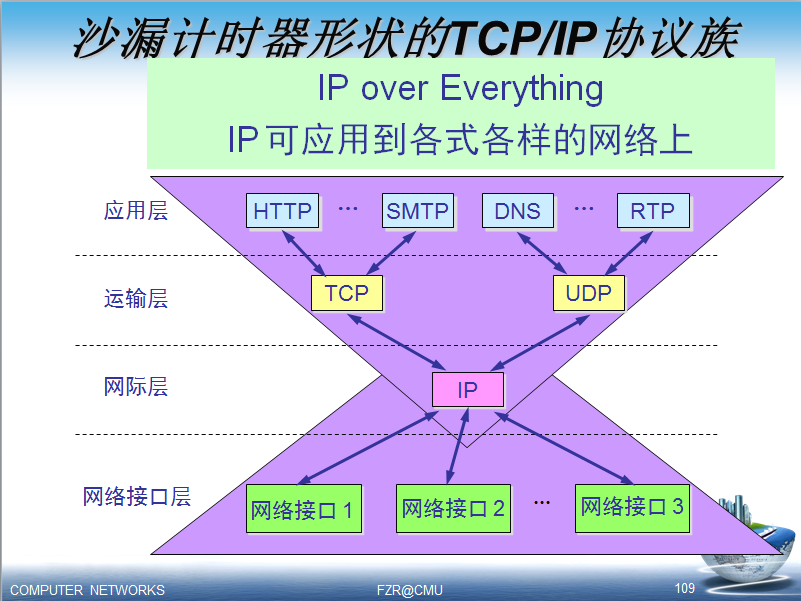 沙漏计时器形状的TCP/IP协议族
IP over Everything
IP可应用到各式各样的网络上
应用层
HTTP … SMTP DNS … RTP
运输层
TCP UDP
网际层
IP
网络接口层
网络接口 1 网络接口 2 … 网络接口 3
COMPUTER NETWORKS FZR@CMU 109